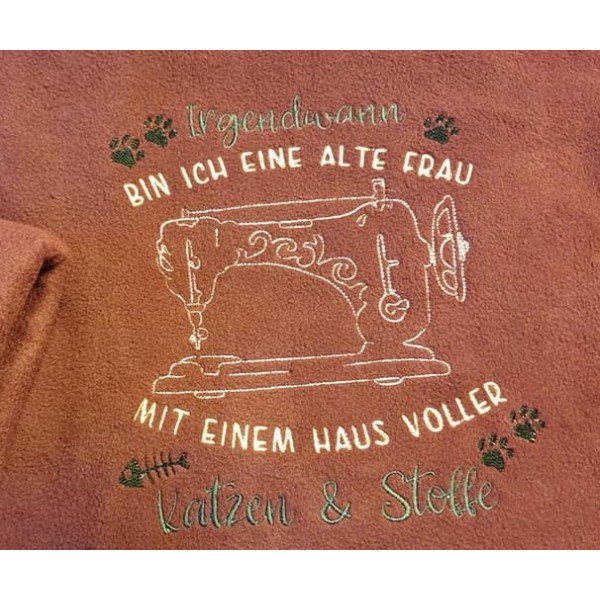 Irgendwann
BIN ICH EINE ALTE FRAU
MIT EINEM HAUS VOLLER
Katzen & Stoffe